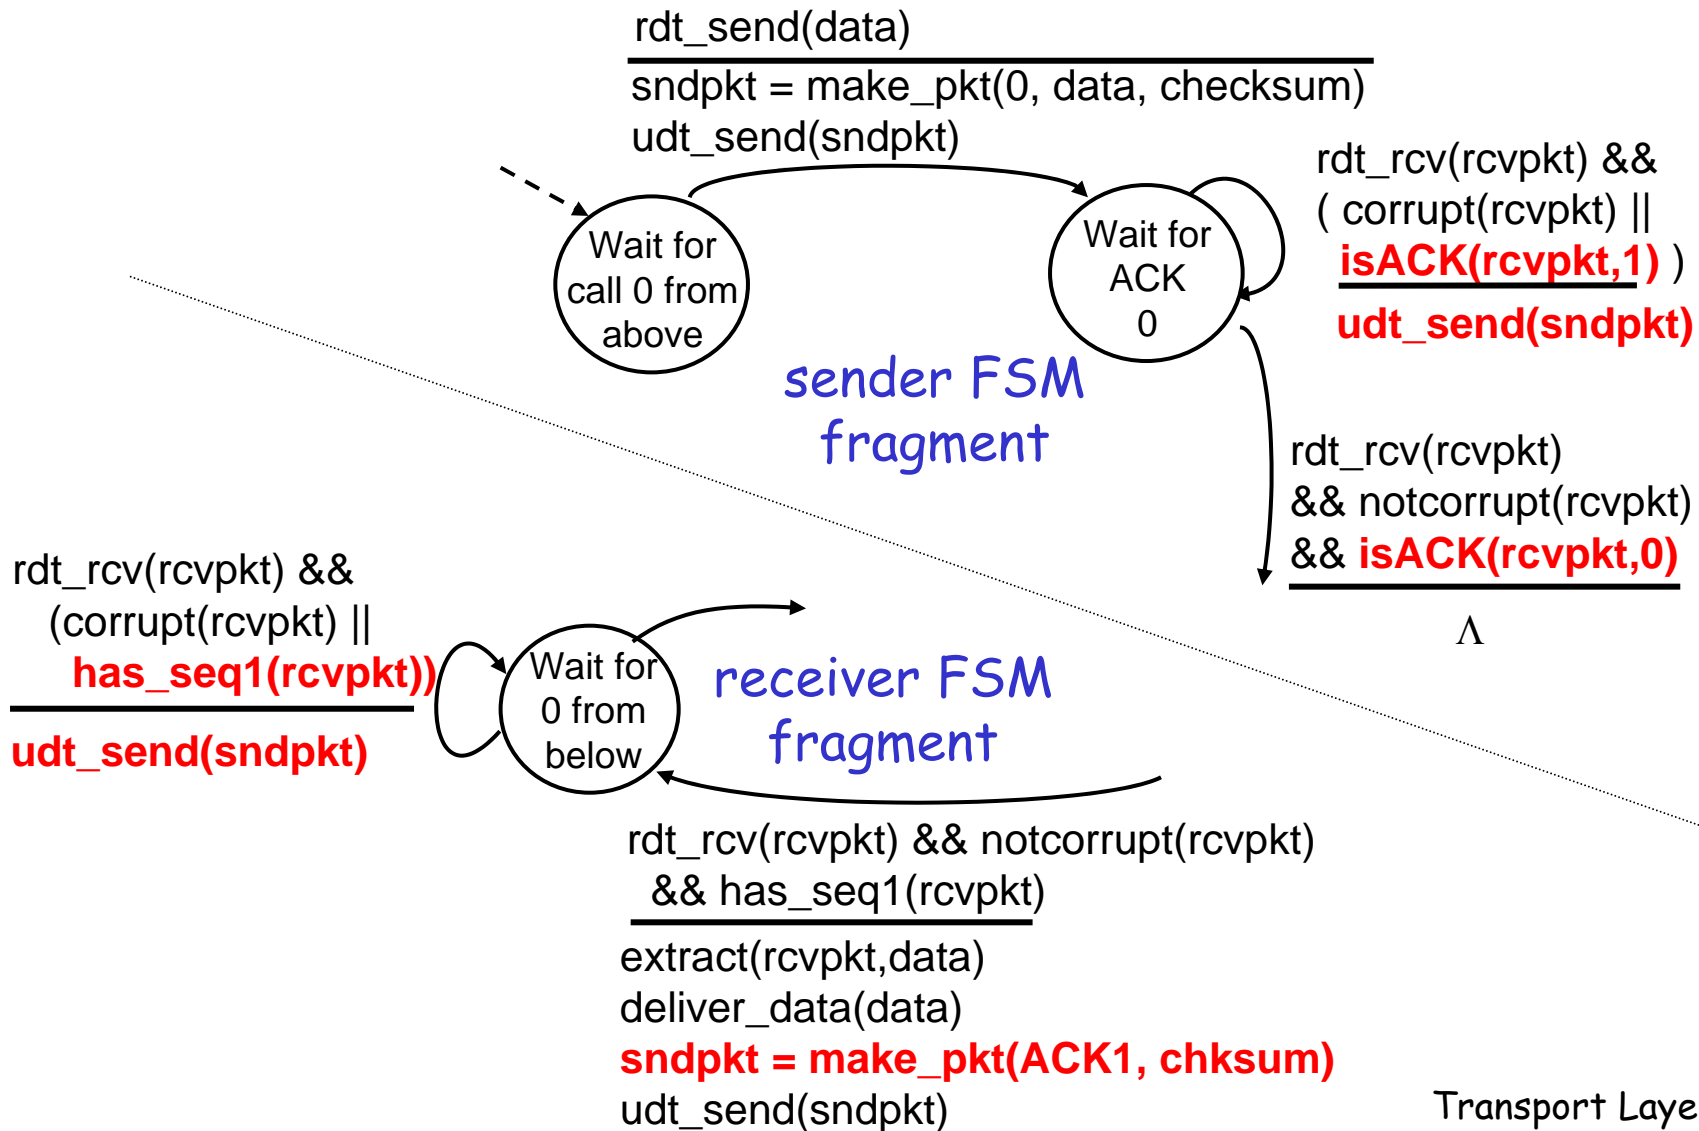 rdt_send(data)
sndpkt = make_pkt(0, data, checksum)
udt_send(sndpkt)
Wait for
call 0 from
above
Wait for
ACK
0
rdt_rcv(rcvpkt) &&
( corrupt(rcvpkt) ||
isACK(rcvpkt,1) )
udt_send(sndpkt)
sender FSM
fragment
rdt_rcv(rcvpkt)
&& notcorrupt(rcvpkt)
&& isACK(rcvpkt,0)
Λ
rdt_rcv(rcvpkt) &&
(corrupt(rcvpkt) ||
has_seq1(rcvpkt))
udt_send(sndpkt)
Wait for
0 from
below
receiver FSM
fragment
rdt_rcv(rcvpkt) && notcorrupt(rcvpkt)
&& has_seq1(rcvpkt)
extract(rcvpkt,data)
deliver_data(data)
sndpkt = make_pkt(ACK1, chksum)
udt_send(sndpkt)
Transport Laye